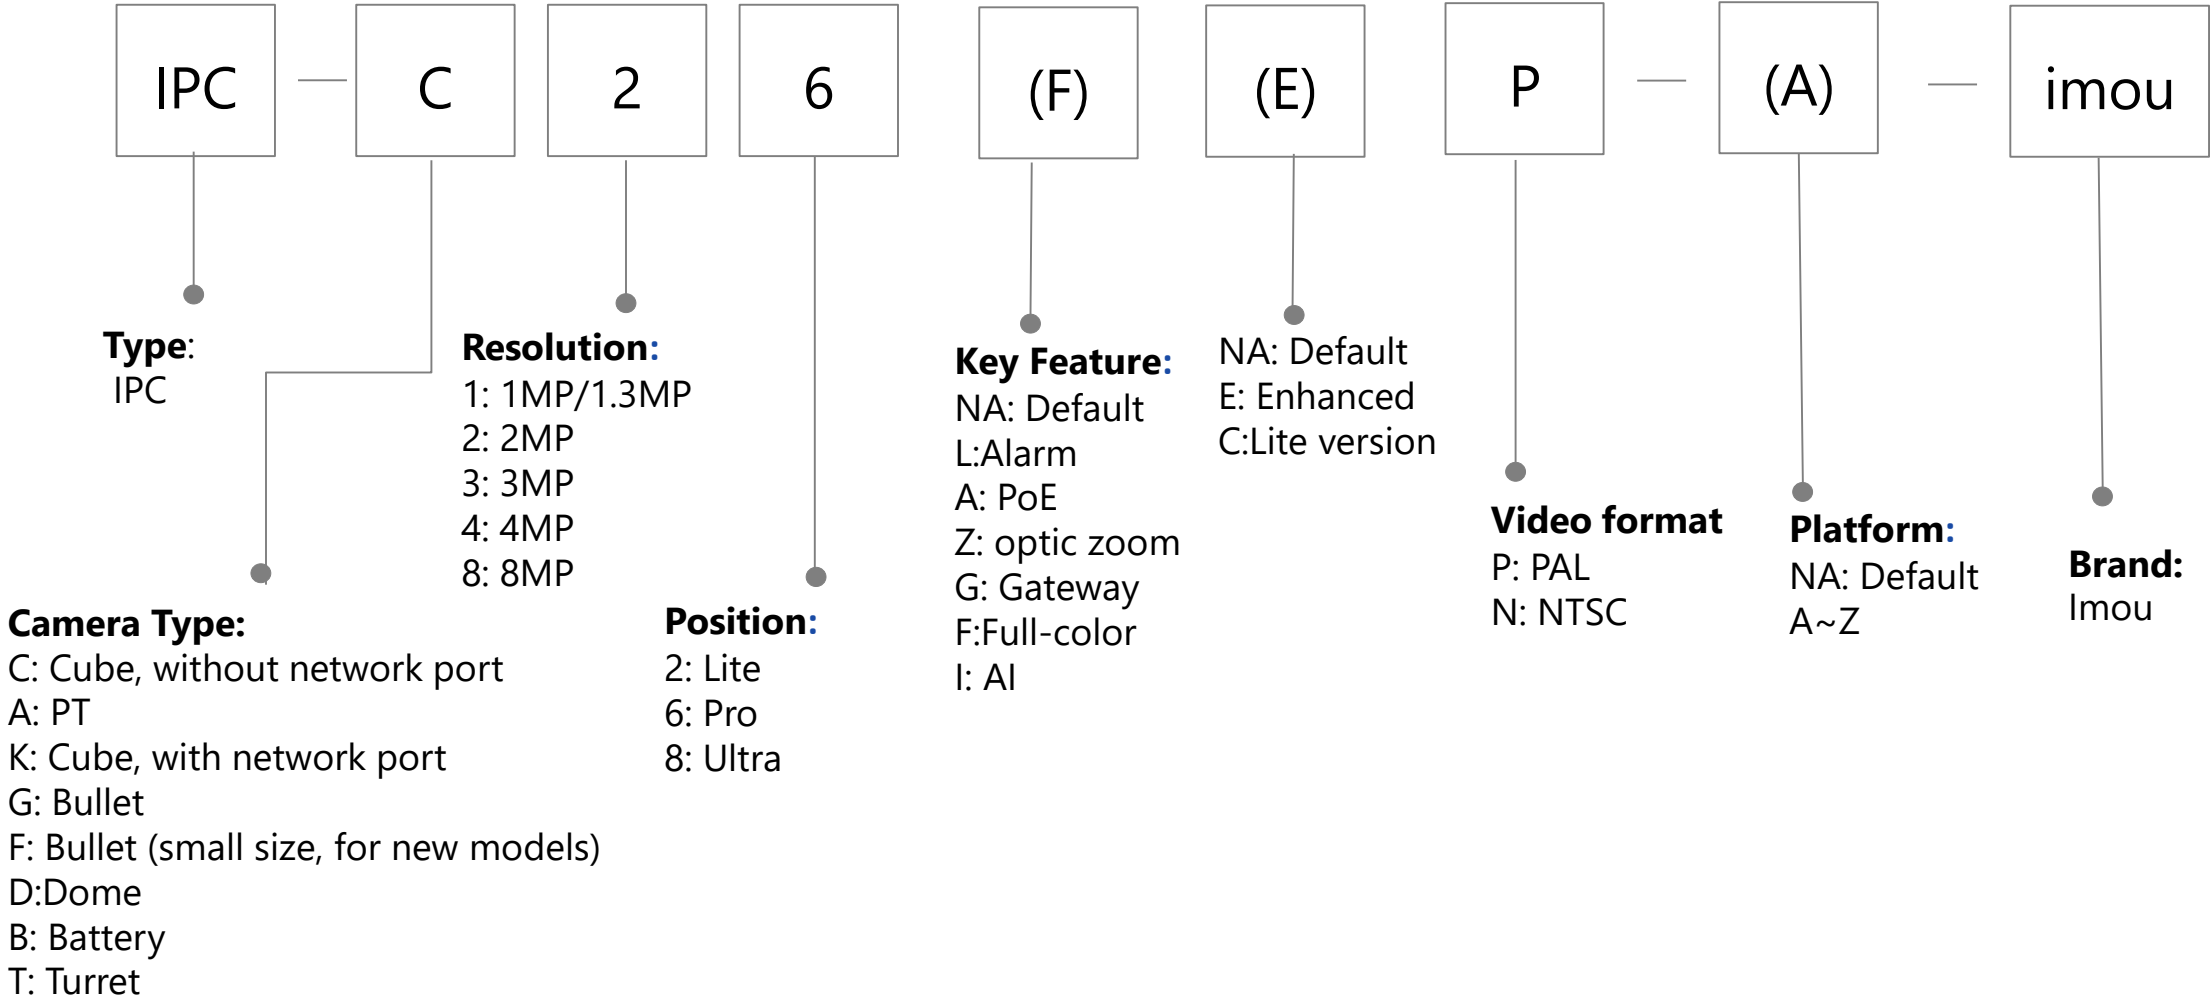 IPC — C 2 6 (F) (E) P — (A) — imou
Type:
IPC
Camera Type:
C: Cube, without network port
A: PT
K: Cube, with network port
G: Bullet
F: Bullet (small size, for new models)
D:Dome
B: Battery
T: Turret
Resolution:
1: 1MP/1.3MP
2: 2MP
3: 3MP
4: 4MP
8: 8MP
Position:
2: Lite
6: Pro
8: Ultra
Key Feature:
NA: Default
L:Alarm
A: PoE
Z: optic zoom
G: Gateway
F:Full-color
I: AI
NA: Default
E: Enhanced
C:Lite version
Video format
P: PAL
N: NTSC
Platform:
NA: Default
A~Z
Brand:
Imou